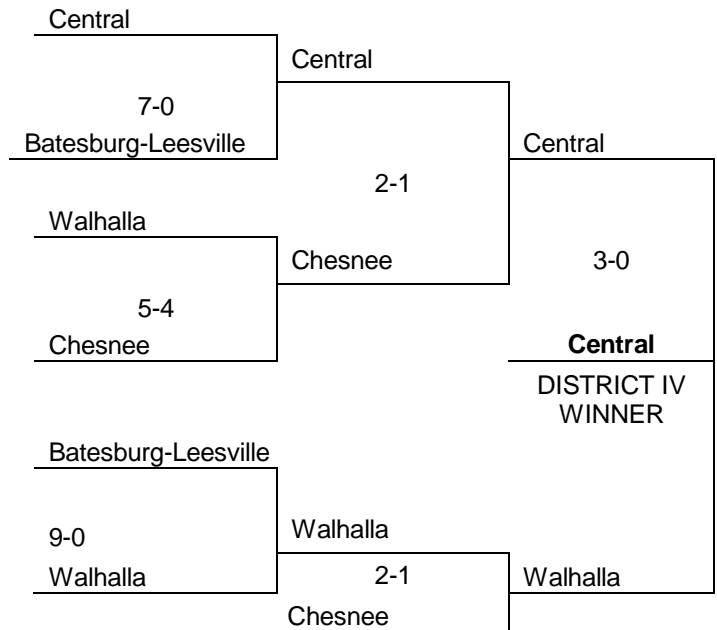 Central
Central
7-0
Batesburg-Leesville
Central
2-1
Walhalla
Chesnee
3-0
5-4
Chesnee
Central
DISTRICT IV
WINNER
Batesburg-Leesville
9-0
Walhalla
Walhalla
2-1
Walhalla
Chesnee